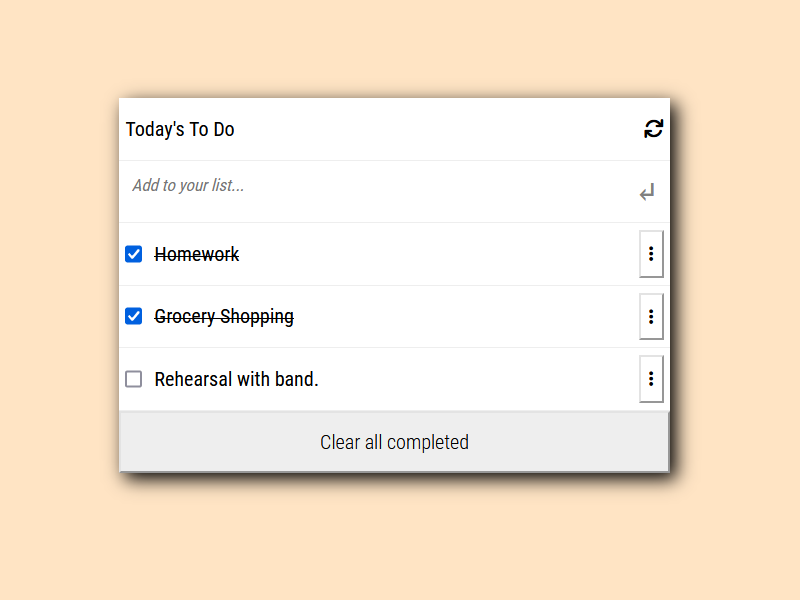 Today's To Do
Add to your list...
Homework
Grocery Shopping
Rehearsal with band.
Clear all completed